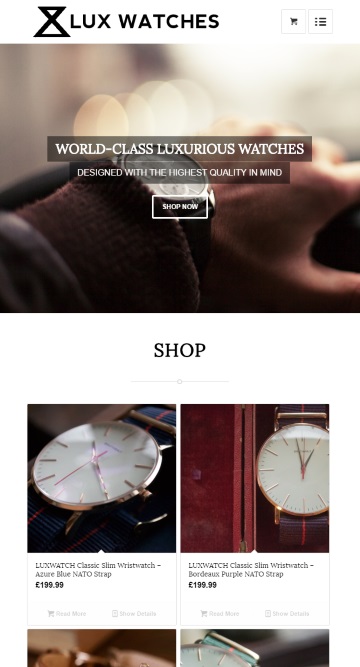 LUX WATCHES
WORLD-CLASS LUXURIOUS WATCHES
DESIGNED WITH THE HIGHEST QUALITY IN MIND
SHOP NOW
SHOP
LUXWATCH Classic Slim Wristwatch –
Azure Blue NATO Strap
£199.99
Read More
Show Details
LUXWATCH Classic Slim Wristwatch –
Bordeaux Purple NATO Strap
£199.99
Read More
Show Details